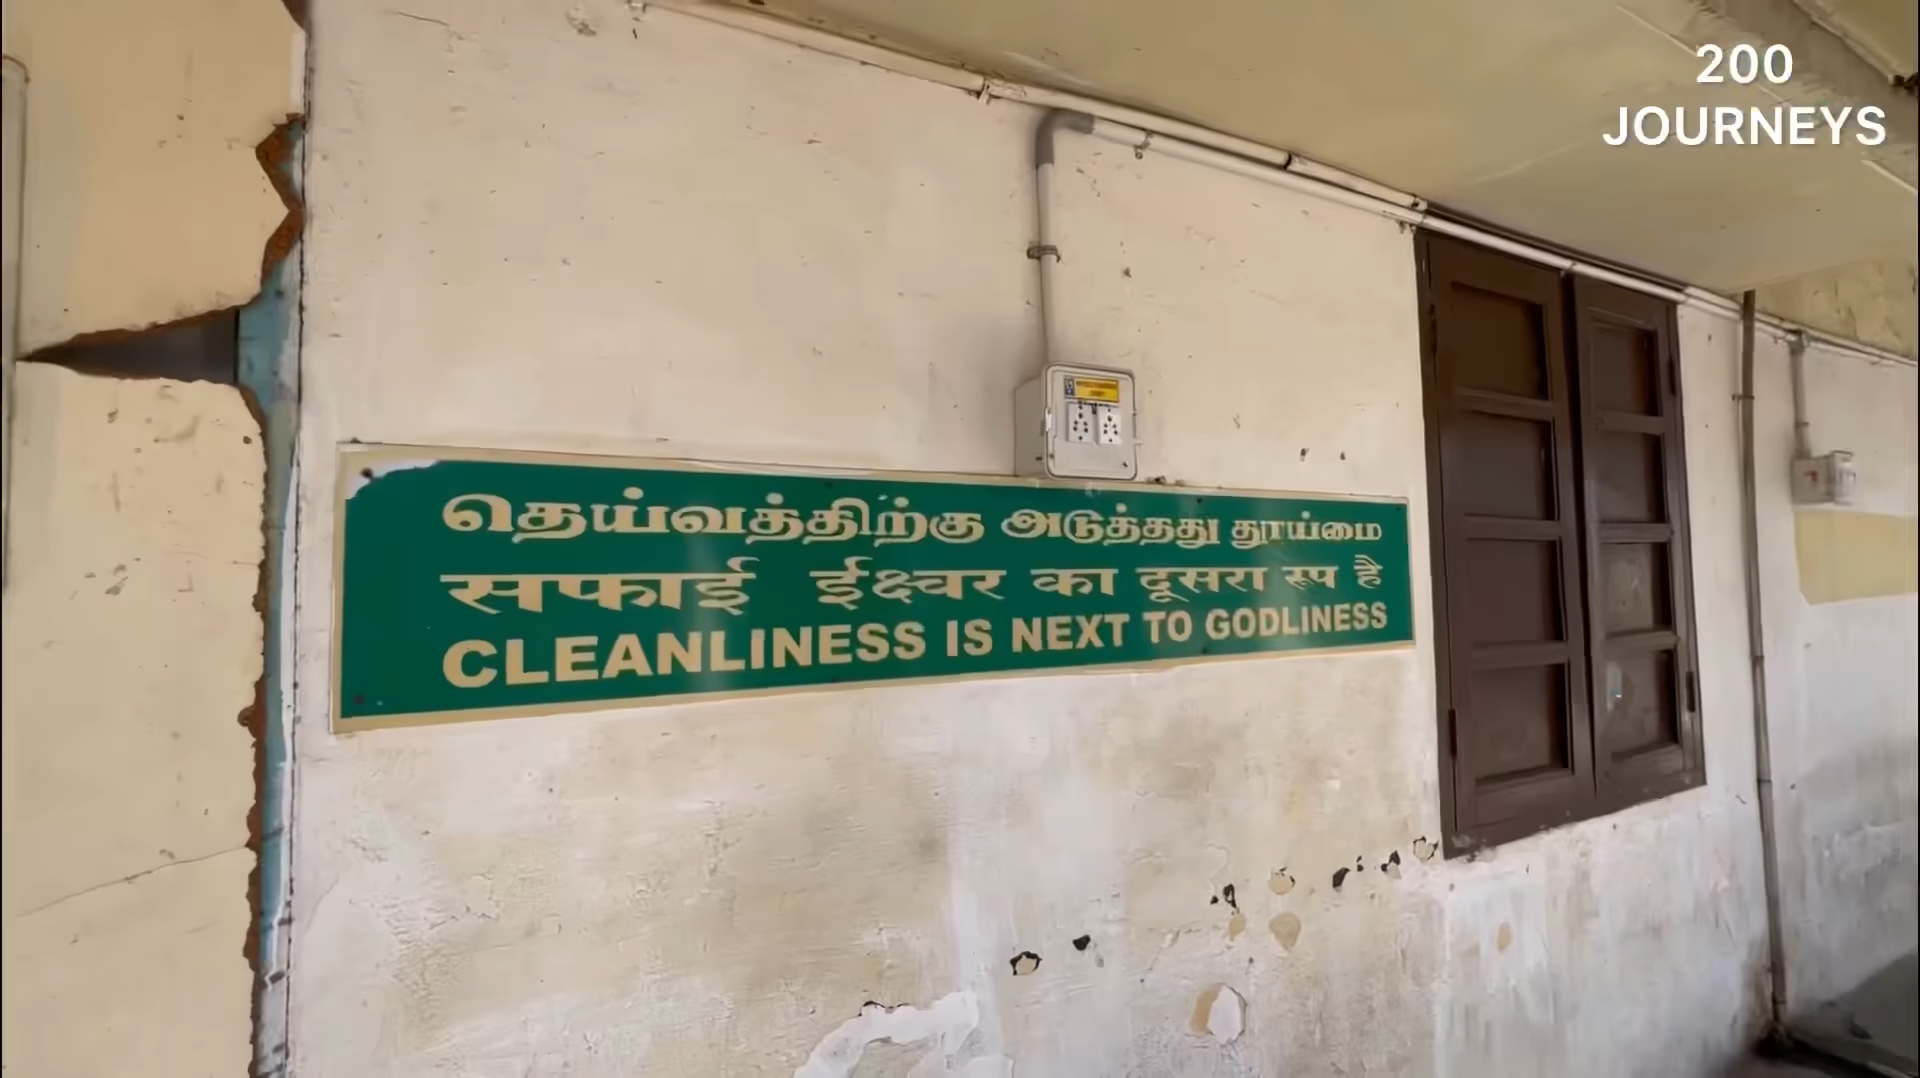 200
JOURNEYS
தெய்வத்திற்கு அடுத்தது தூய்மை
सफाई ईश्वर का दूसरा रूप है
CLEANLINESS IS NEXT TO GODLINESS